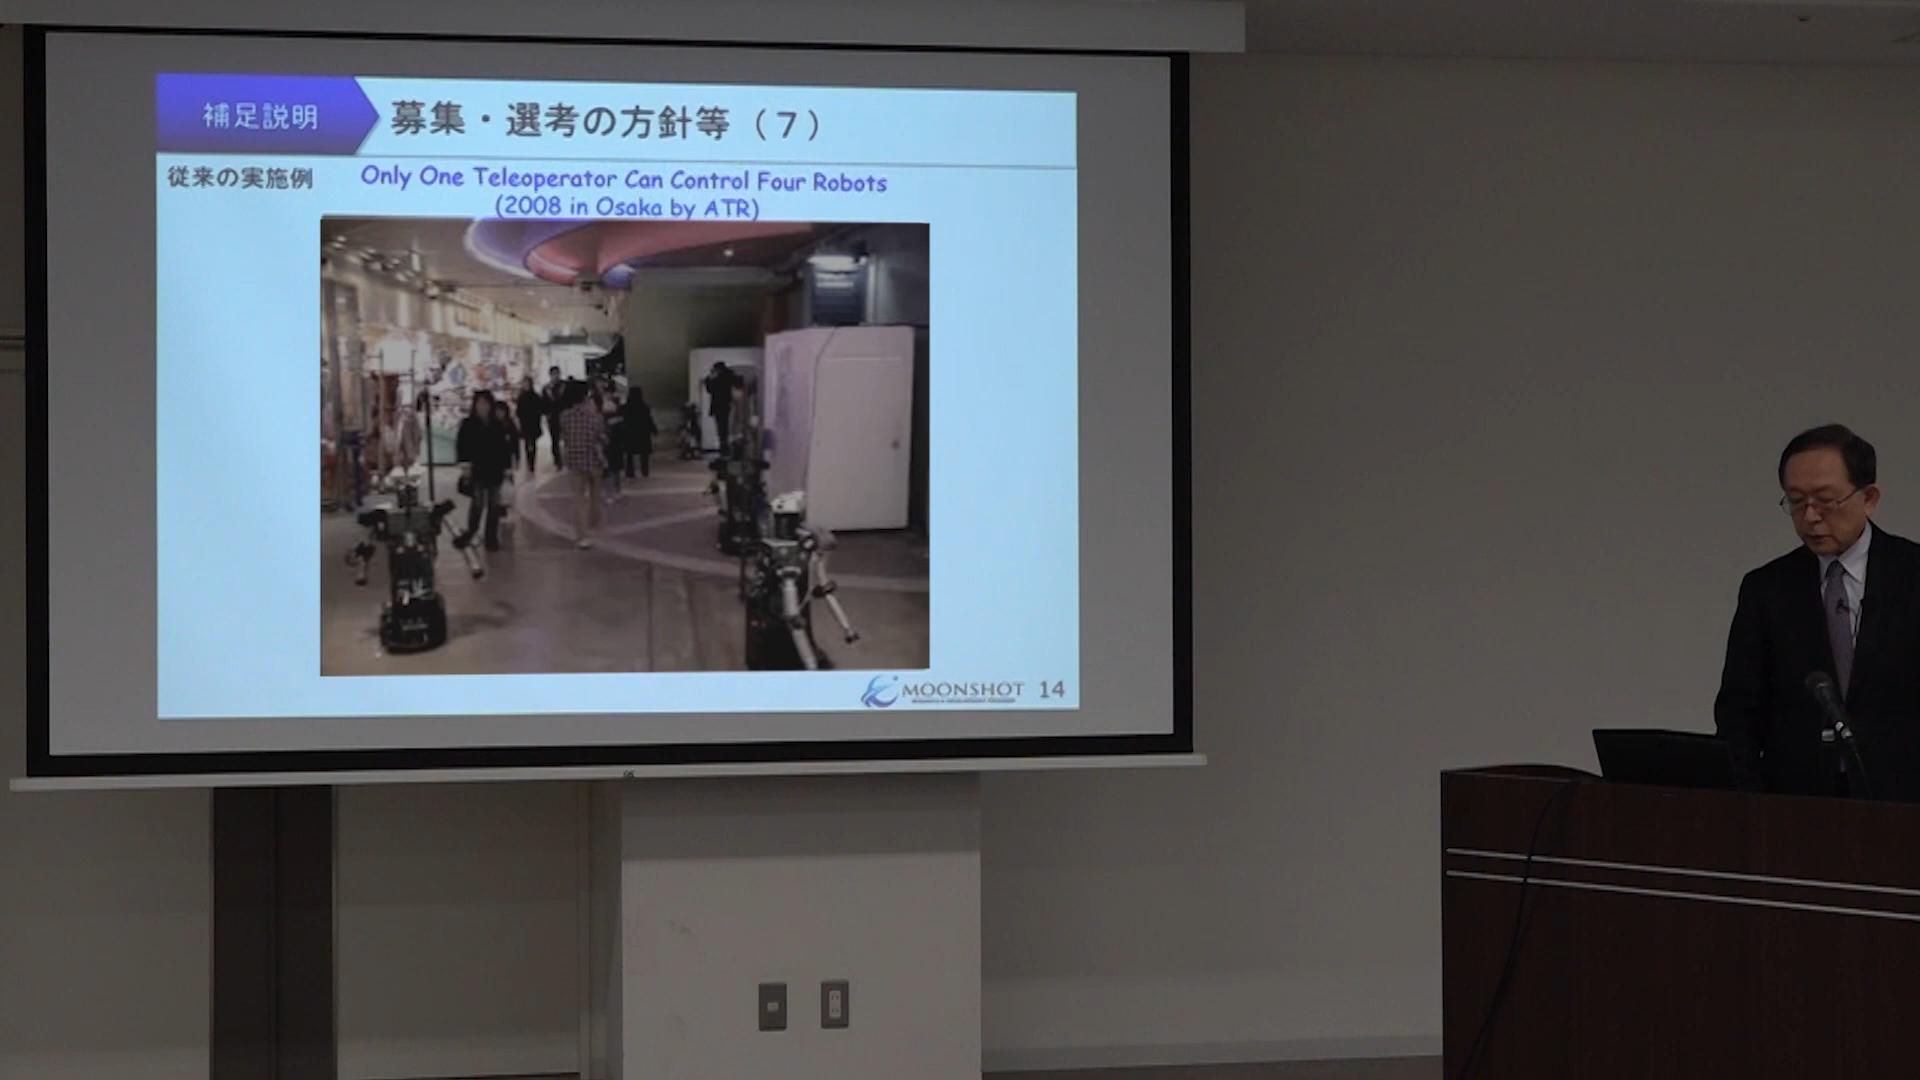 補足説明
募集・選考の方針等（７）
従来の実施例
Only One Teleoperator Can Control Four Robots
(2008 in Osaka by ATR)
MOONSHOT
14